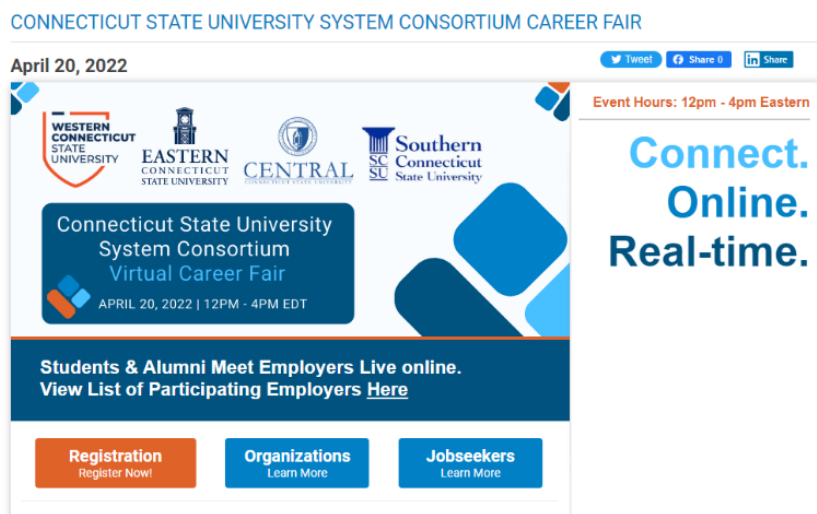 CONNECTICUT STATE UNIVERSITY SYSTEM CONSORTIUM CAREER FAIR
April 20, 2022
Tweet
Share 0
in Share
Event Hours: 12pm - 4pm Eastern
WESTERN
CONNECTICUT
STATE
UNIVERSITY
EASTERN
CONNECTICUT
STATE UNIVERSITY
CENTRAL
CONNECTICUT STATE UNIVERSITY
SC
SU
Southern
Connecticut
State University
Connect.
Online.
Real-time.
Connecticut State University
System Consortium
Virtual Career Fair
APRIL 20, 2022 | 12PM - 4PM EDT
Students & Alumni Meet Employers Live online.
View List of Participating Employers Here
Registration
Register Now!
Organizations
Learn More
Jobseekers
Learn More